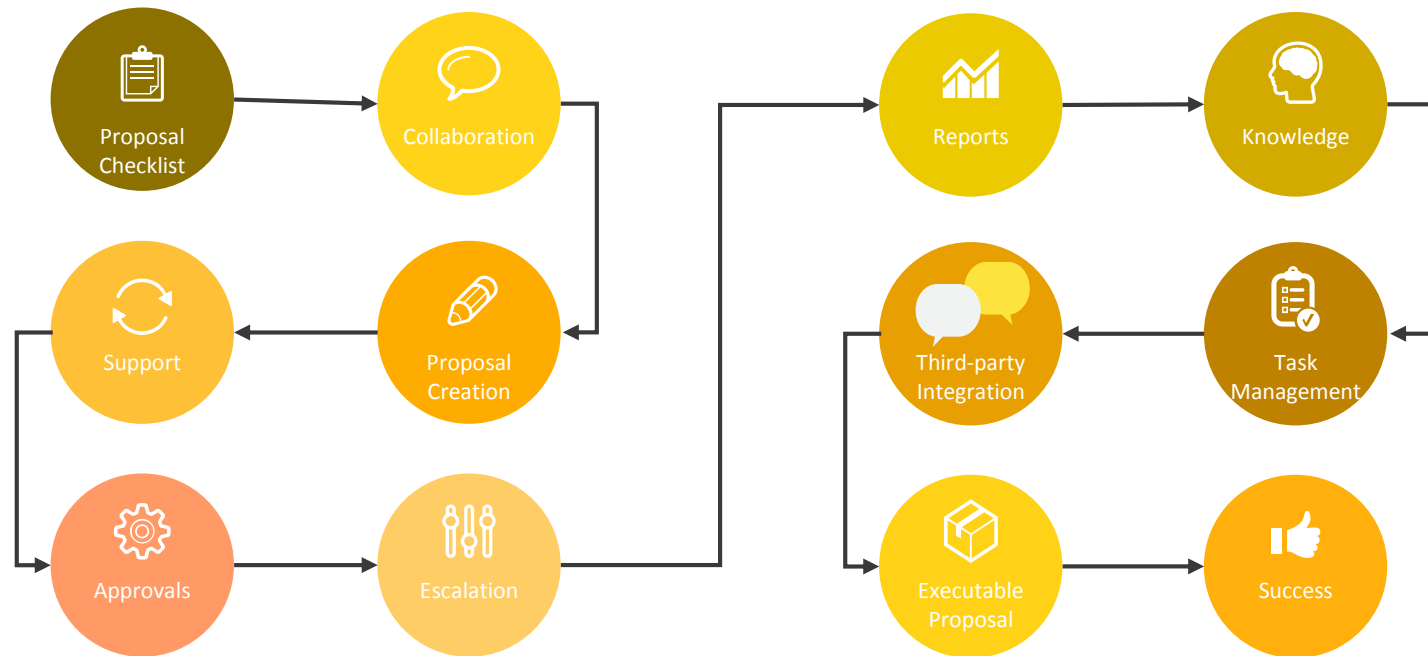 Proposal
Checklist
Collaboration
Reports
Knowledge
Support
Proposal
Creation
Third-party
Integration
Task
Management
Approvals
Escalation
Executable
Proposal
Success